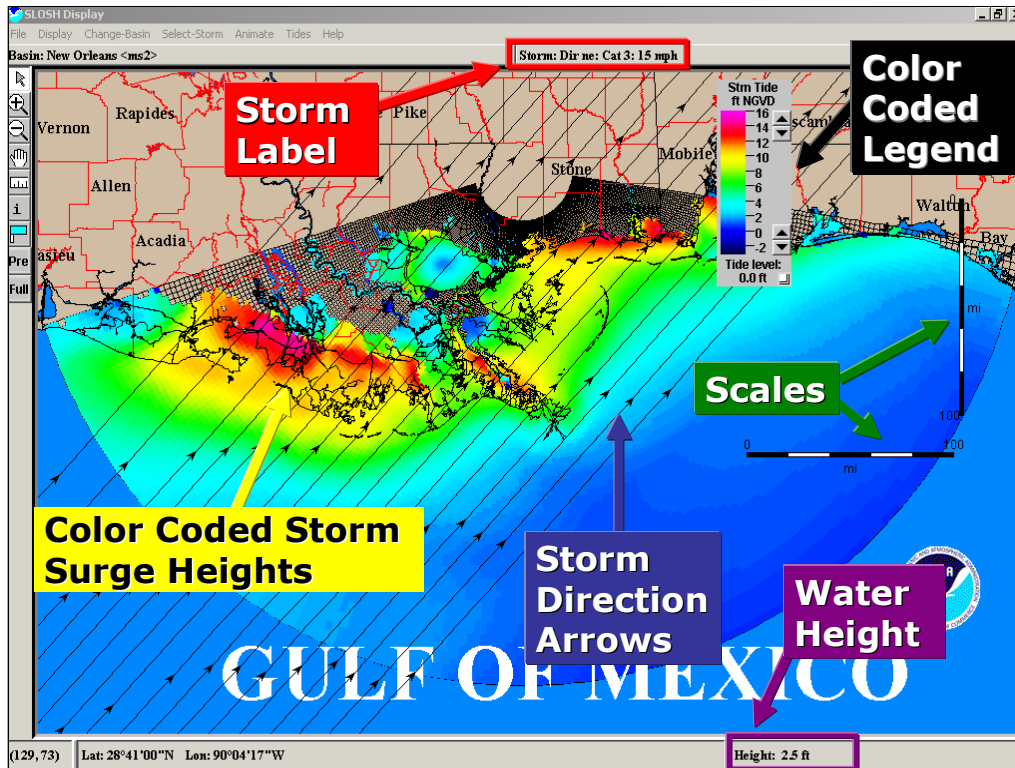 SLOSH Display
File Display Change-Basin Select-Storm Animate Tides Help
Basin: New Orleans <ms2>
Storm: Dir ne: Cat 3: 15 mph
Color
Coded
Legend
Storm
Label
Stm Tide
ft NGVD
16
14
12
10
8
6
4
2
0
-2
Tide level:
0.0 ft
Rapides
Pike
Vernon
Mobile
Stone
Allen
Walton
Acadia
Bay
i
Pre
Full
0
mi
100
Scales
0
100
mi
Color Coded Storm
Surge Heights
Storm
Direction
Arrows
Water
Height
GULF OF MEXICO
(129,73)
Lat: 28°41'00"N Lon: 90°04'17"W
Height: 2.5 ft